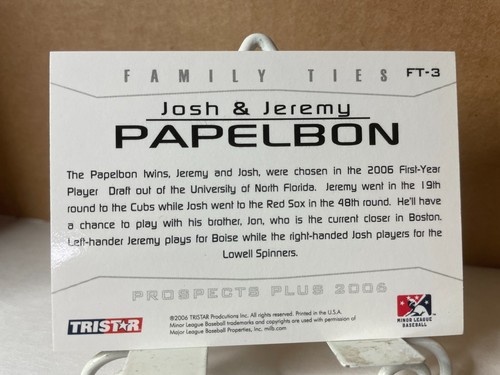 FAMILY TIES FT-3
Josh & Jeremy
PAPELBON
The Papelbon twins, Jeremy and Josh, were chosen in the 2006 First-Year
Player Draft out of the University of North Florida. Jeremy went in the 19th
round to the Cubs while Josh went to the Red Sox in the 48th round. He'll have
a chance to play with his brother, Jon, who is the current closer in Boston.
Left-hander Jeremy plays for Boise while the right-handed Josh players for the
Lowell Spinners.
PROSPECTS PLUS 2006
TRISTAR
©2006 TRISTAR Productions Inc. All rights reserved. Printed in the U.S.A.
Minor League Baseball trademarks and copyrights are used with permission of
Major League Baseball Properties, Inc. milb.com
MINOR LEAGUE
BASEBALL